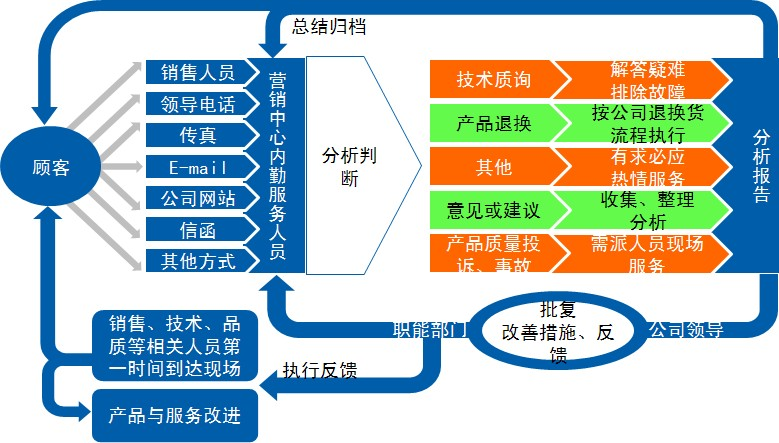 总结归档
顾客
销售人员
领导电话
传真
E-mail
公司网站
信函
其他方式
营销中心内勤服务人员
分析判
断
技术质询
解答疑难
排除故障
产品退换
按公司退换货
流程执行
其他
有求必应
热情服务
意见或建议
收集、整理
分析
产品质量投
诉、事故
需派人员现场
服务
分析报告
职能部门
批复
改善措施、反
馈
公司领导
销售、技术、品
质等相关人员第
一时间到达现场
执行反馈
产品与服务改进